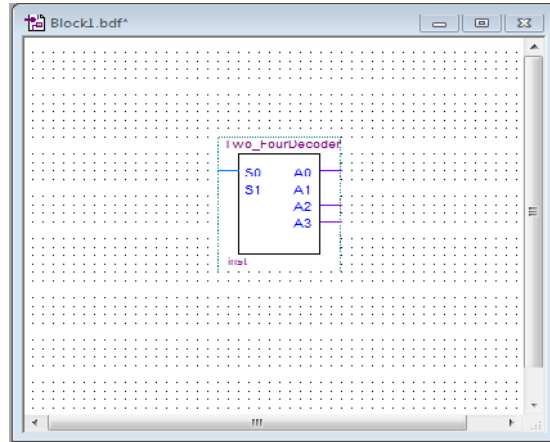 Block1.bdf*
Two_FourDecoder
S0 A0
S1 A1
A2
A3
inst